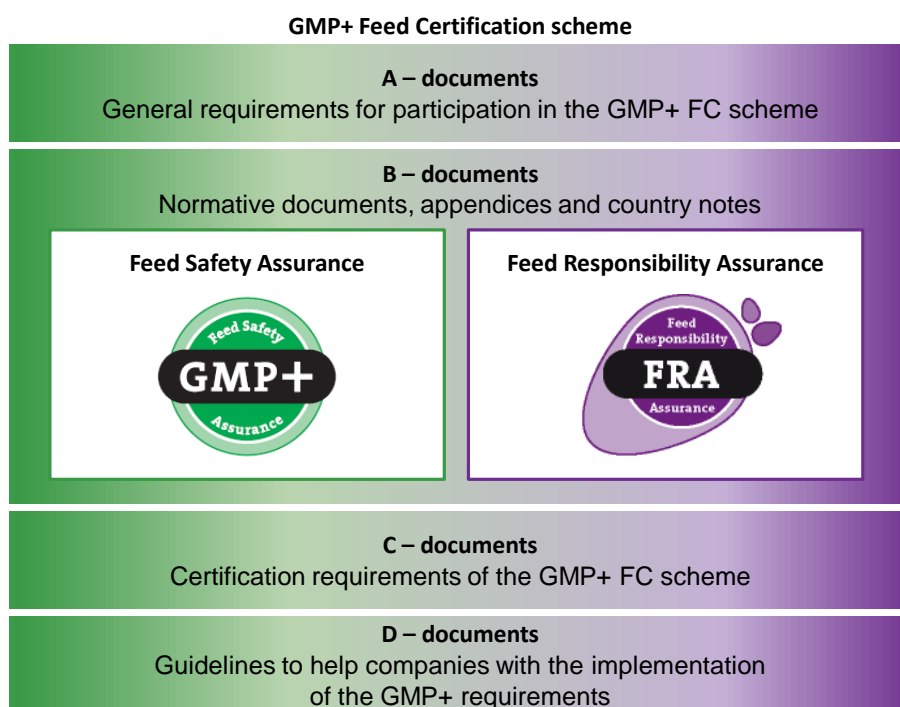 GMP+ Feed Certification scheme
A – documents
General requirements for participation in the GMP+ FC scheme
B – documents
Normative documents, appendices and country notes
Feed Safety Assurance
Feed Safety
GMP+
Assurance
Feed Responsibility Assurance
Feed
Responsibility
FRA
Assurance
C – documents
Certification requirements of the GMP+ FC scheme
D – documents
Guidelines to help companies with the implementation
of the GMP+ requirements